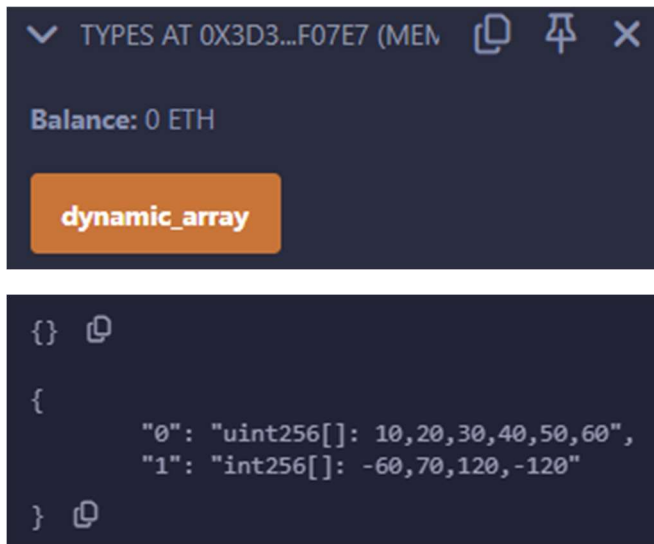 TYPES AT 0X3D3...F07E7 (MEM
Balance: 0 ETH
dynamic_array
{}
{
"0": "uint256[]: 10,20,30,40,50,60",
"1": "int256[]: -60,70,120,-120"
}